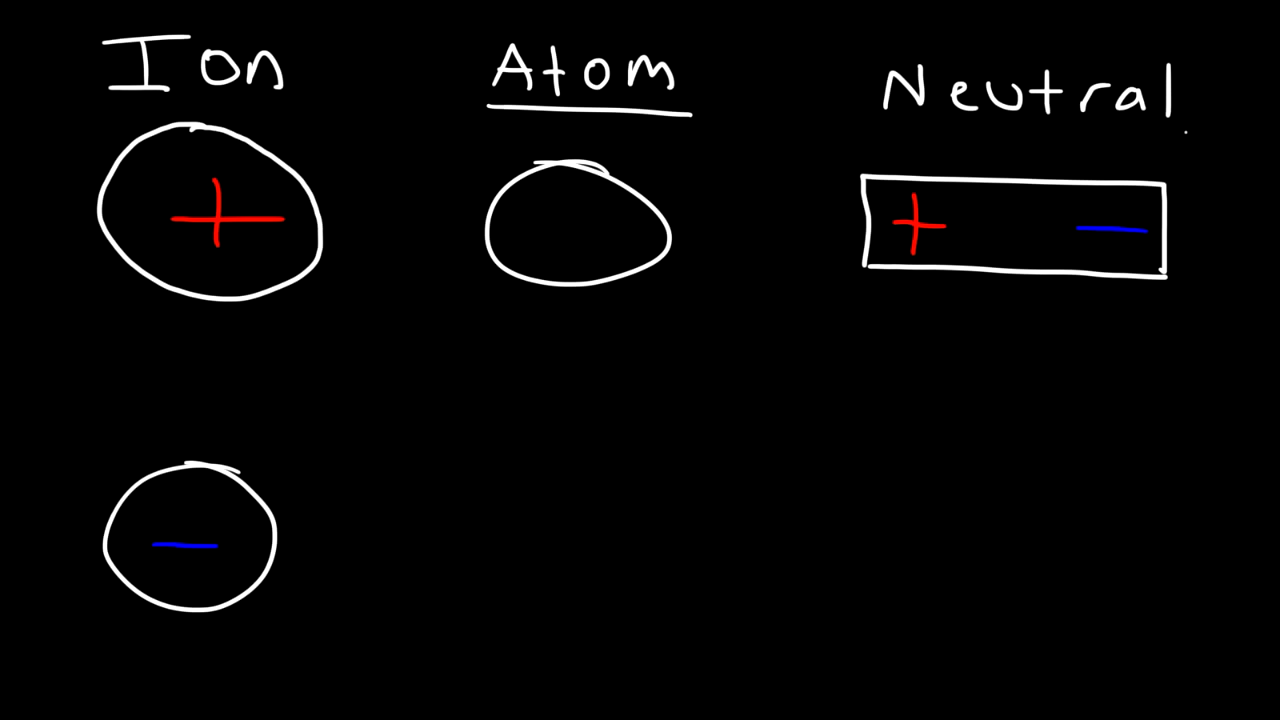 Ion Atom Neutral
+ + −
−